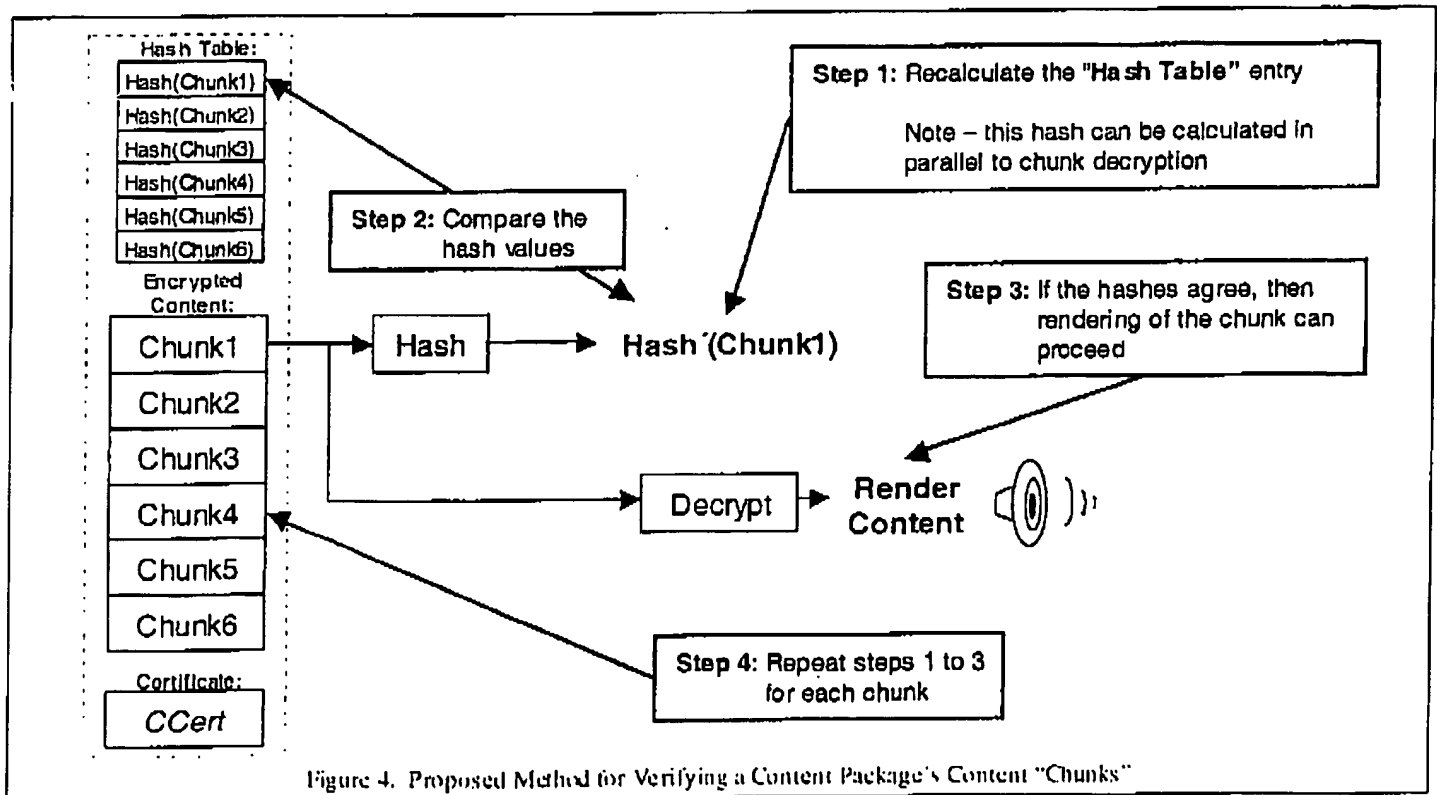 Hash Table:
Hash(Chunk1)
Hash(Chunk2)
Hash(Chunk3)
Hash(Chunk4)
Hash(Chunk5)
Hash(Chunk6)
Encrypted
Content:
Chunk1
Chunk2
Chunk3
Chunk4
Chunk5
Chunk6
Certificate:
CCert
Step 1: Recalculate the "Hash Table" entry
Note – this hash can be calculated in
parallel to chunk decryption
Step 2: Compare the
hash values
Step 3: If the hashes agree, then
rendering of the chunk can
proceed
Hash
Hash´(Chunk1)
Decrypt
Render
Content
Step 4: Repeat steps 1 to 3
for each chunk
Figure 4. Proposed Method for Verifying a Content Package's Content "Chunks"